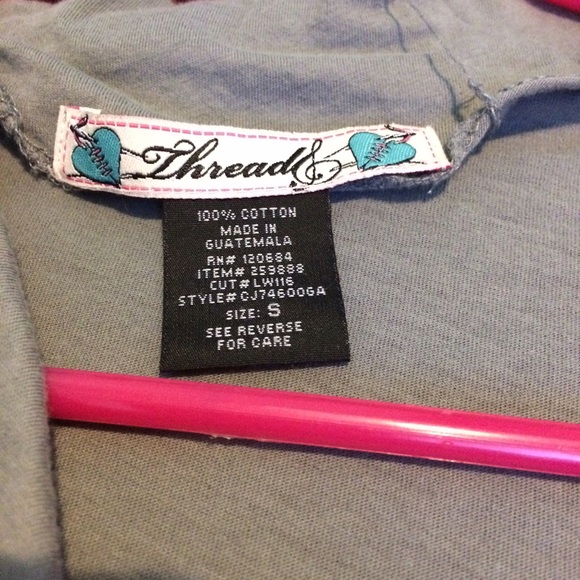 Thread&
100% COTTON
MADE IN
GUATEMALA
RN# 120684
ITEM# 259888
CUT# LW116
STYLE# CJ74600GA
SIZE: S
SEE REVERSE
FOR CARE